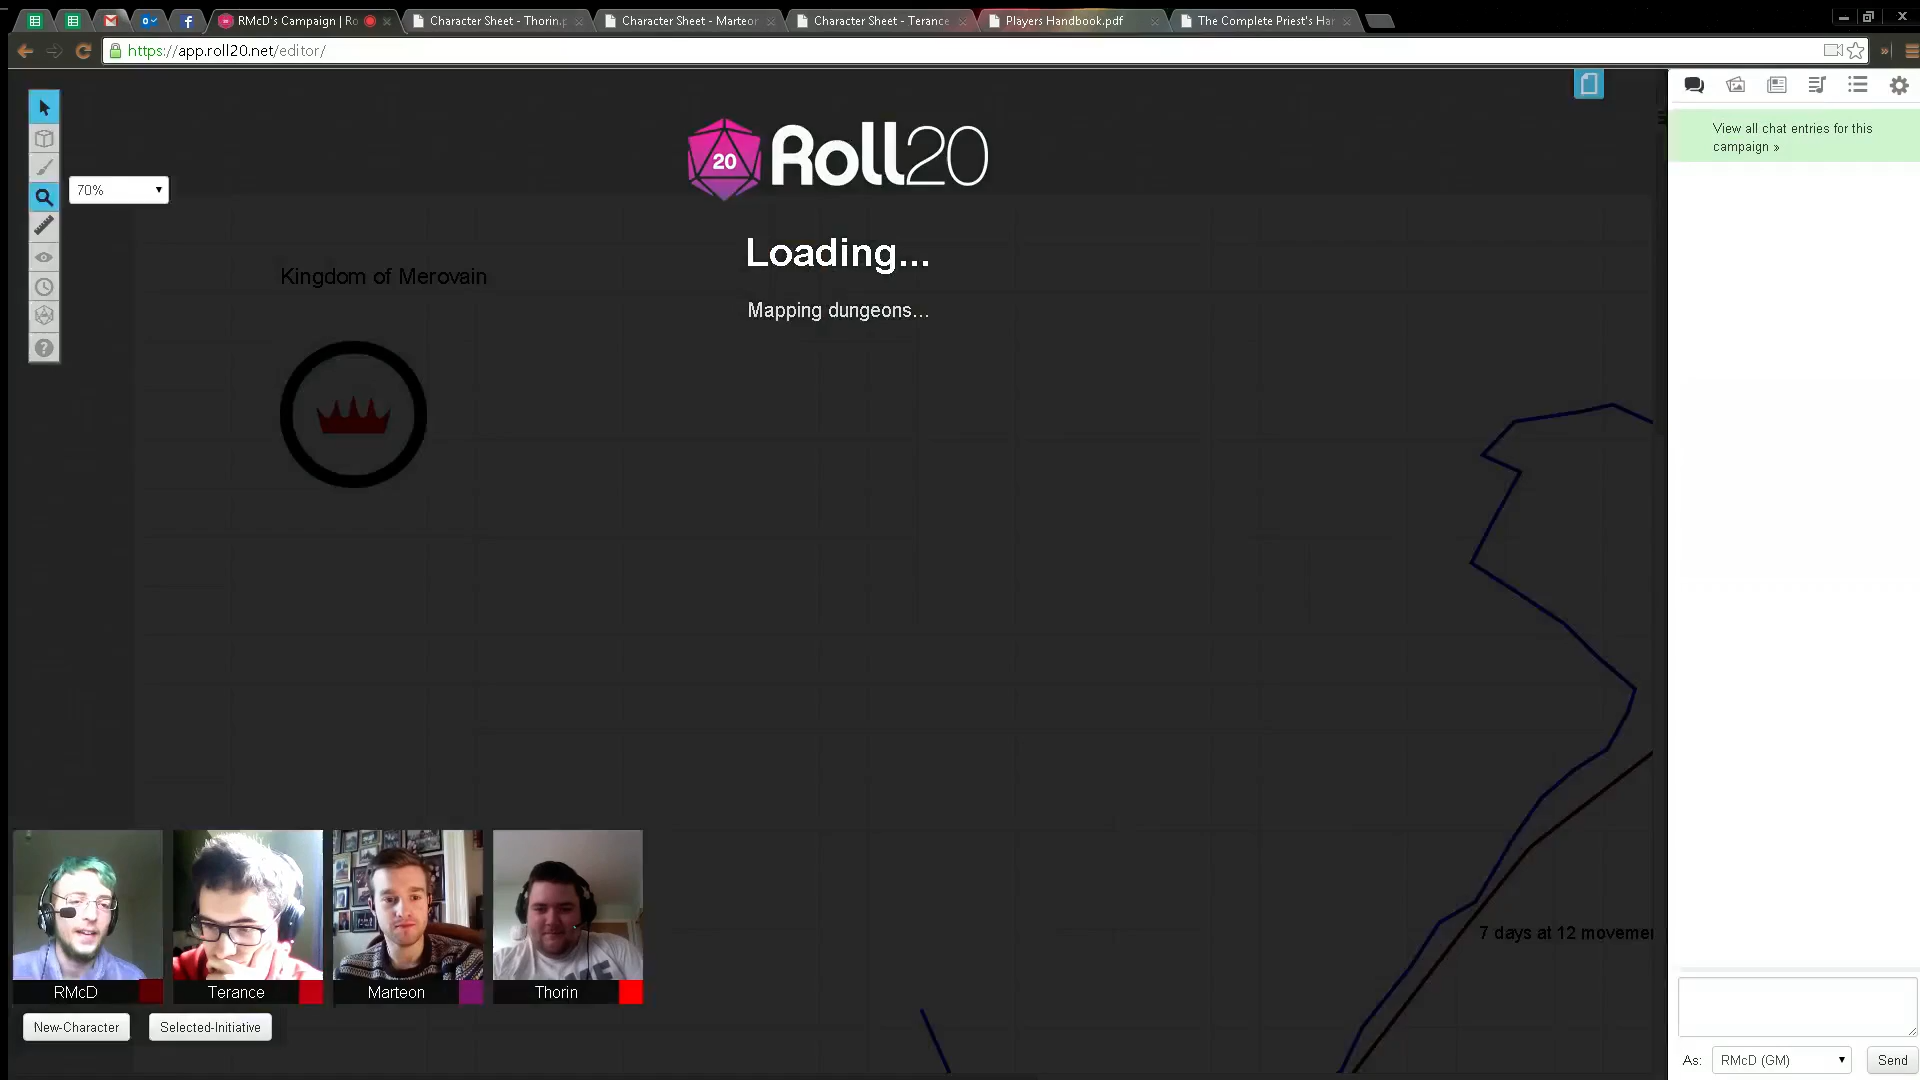 RMcD's Campaign | Ro
Character Sheet - Thorin.p
Character Sheet - Marteon
Character Sheet - Terance
Players Handbook.pdf
The Complete Priest's Har
https://app.roll20.net/editor/
View all chat entries for this
campaign »
20
Roll20
70%
Loading...
Kingdom of Merovain
Mapping dungeons...
7 days at 12 movemen
RMcD
Terance
Marteon
Thorin
New-Character
Selected-Initiative
As:
RMcD (GM)
Send